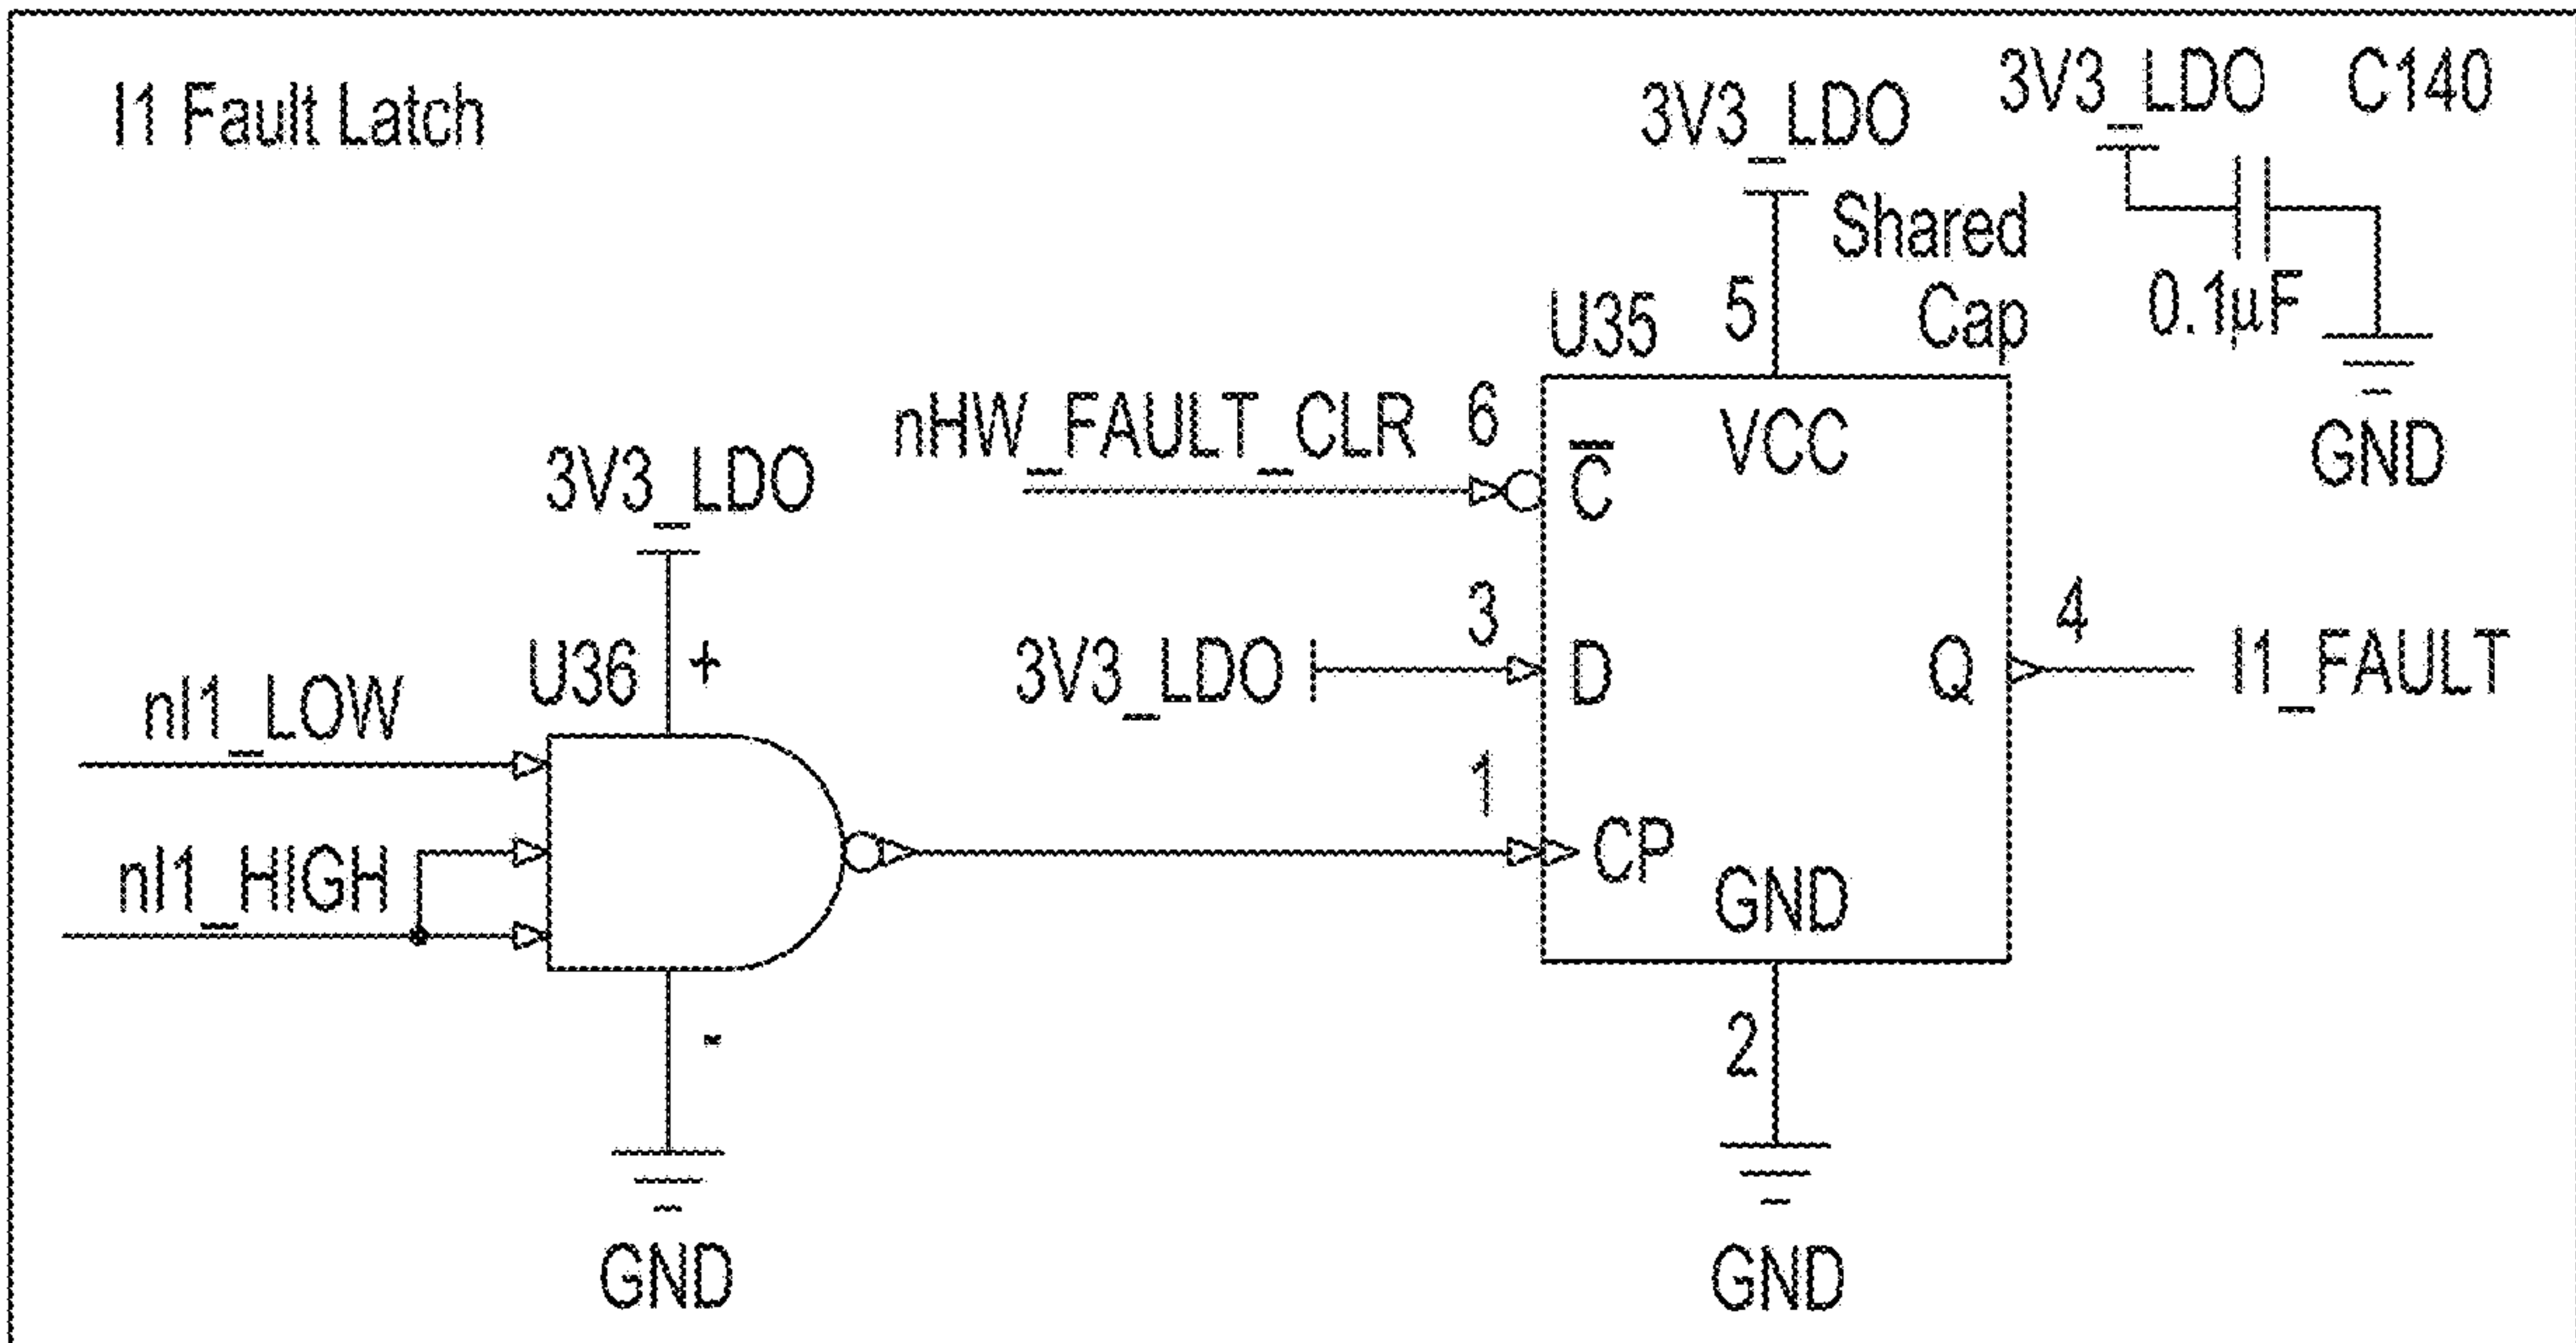 I1 Fault Latch
3V3_LDO
3V3_LDO C140
Shared
Cap
0.1µF
GND
U35
5
nHW_FAULT_CLR
6
C̅
VCC
3V3_LDO
U36
+
nI1_LOW
nI1_HIGH
-
GND
3V3_LDO
3
D
Q
4
I1_FAULT
1
CP
GND
2
GND